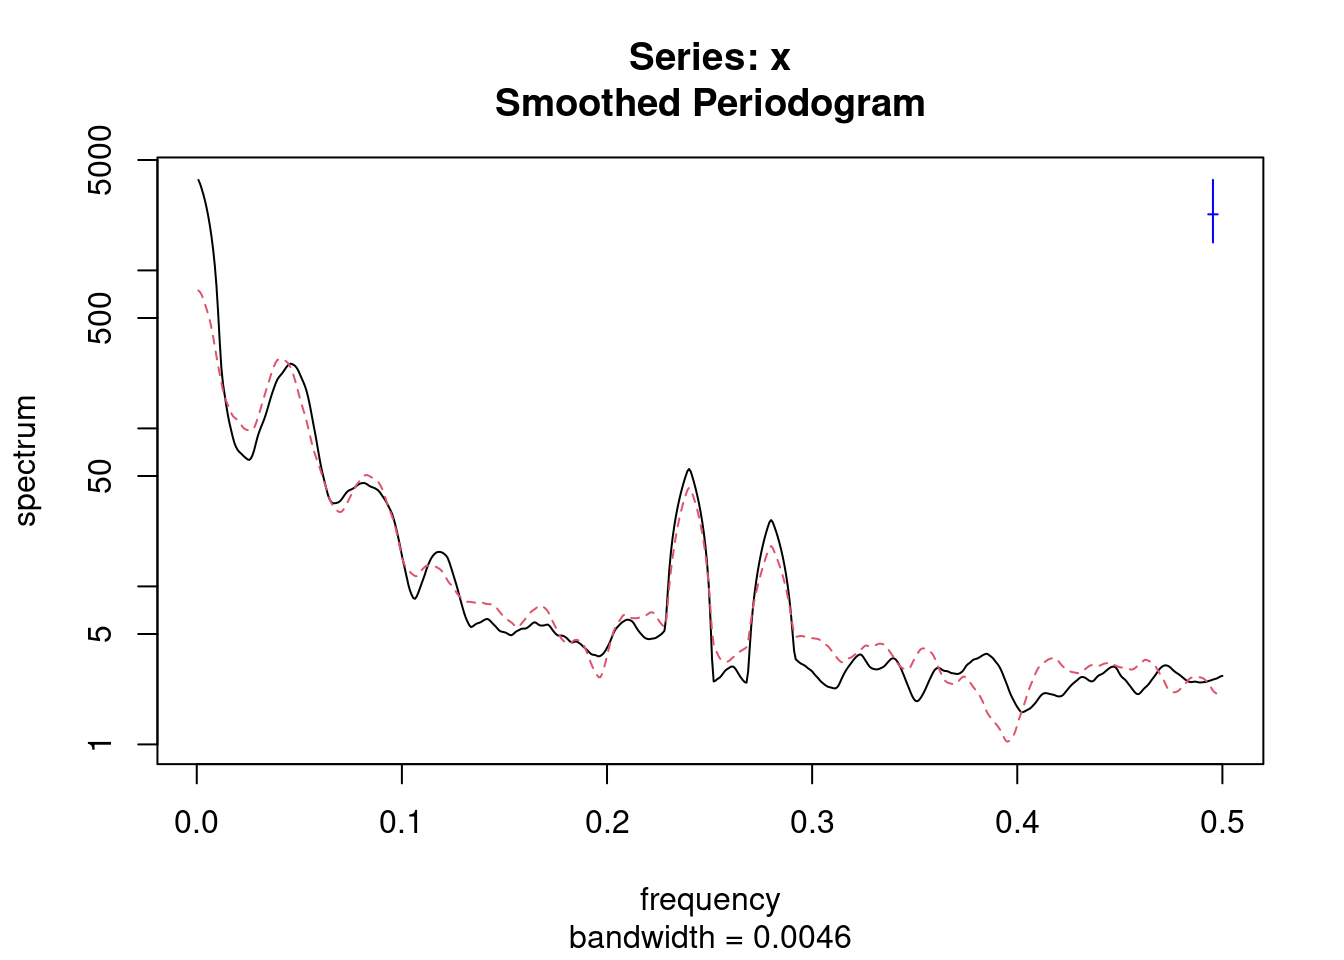 Series: x
Smoothed Periodogram
5000
500
50
5
1
spectrum
0.0 0.1 0.2 0.3 0.4 0.5
frequency
bandwidth = 0.0046